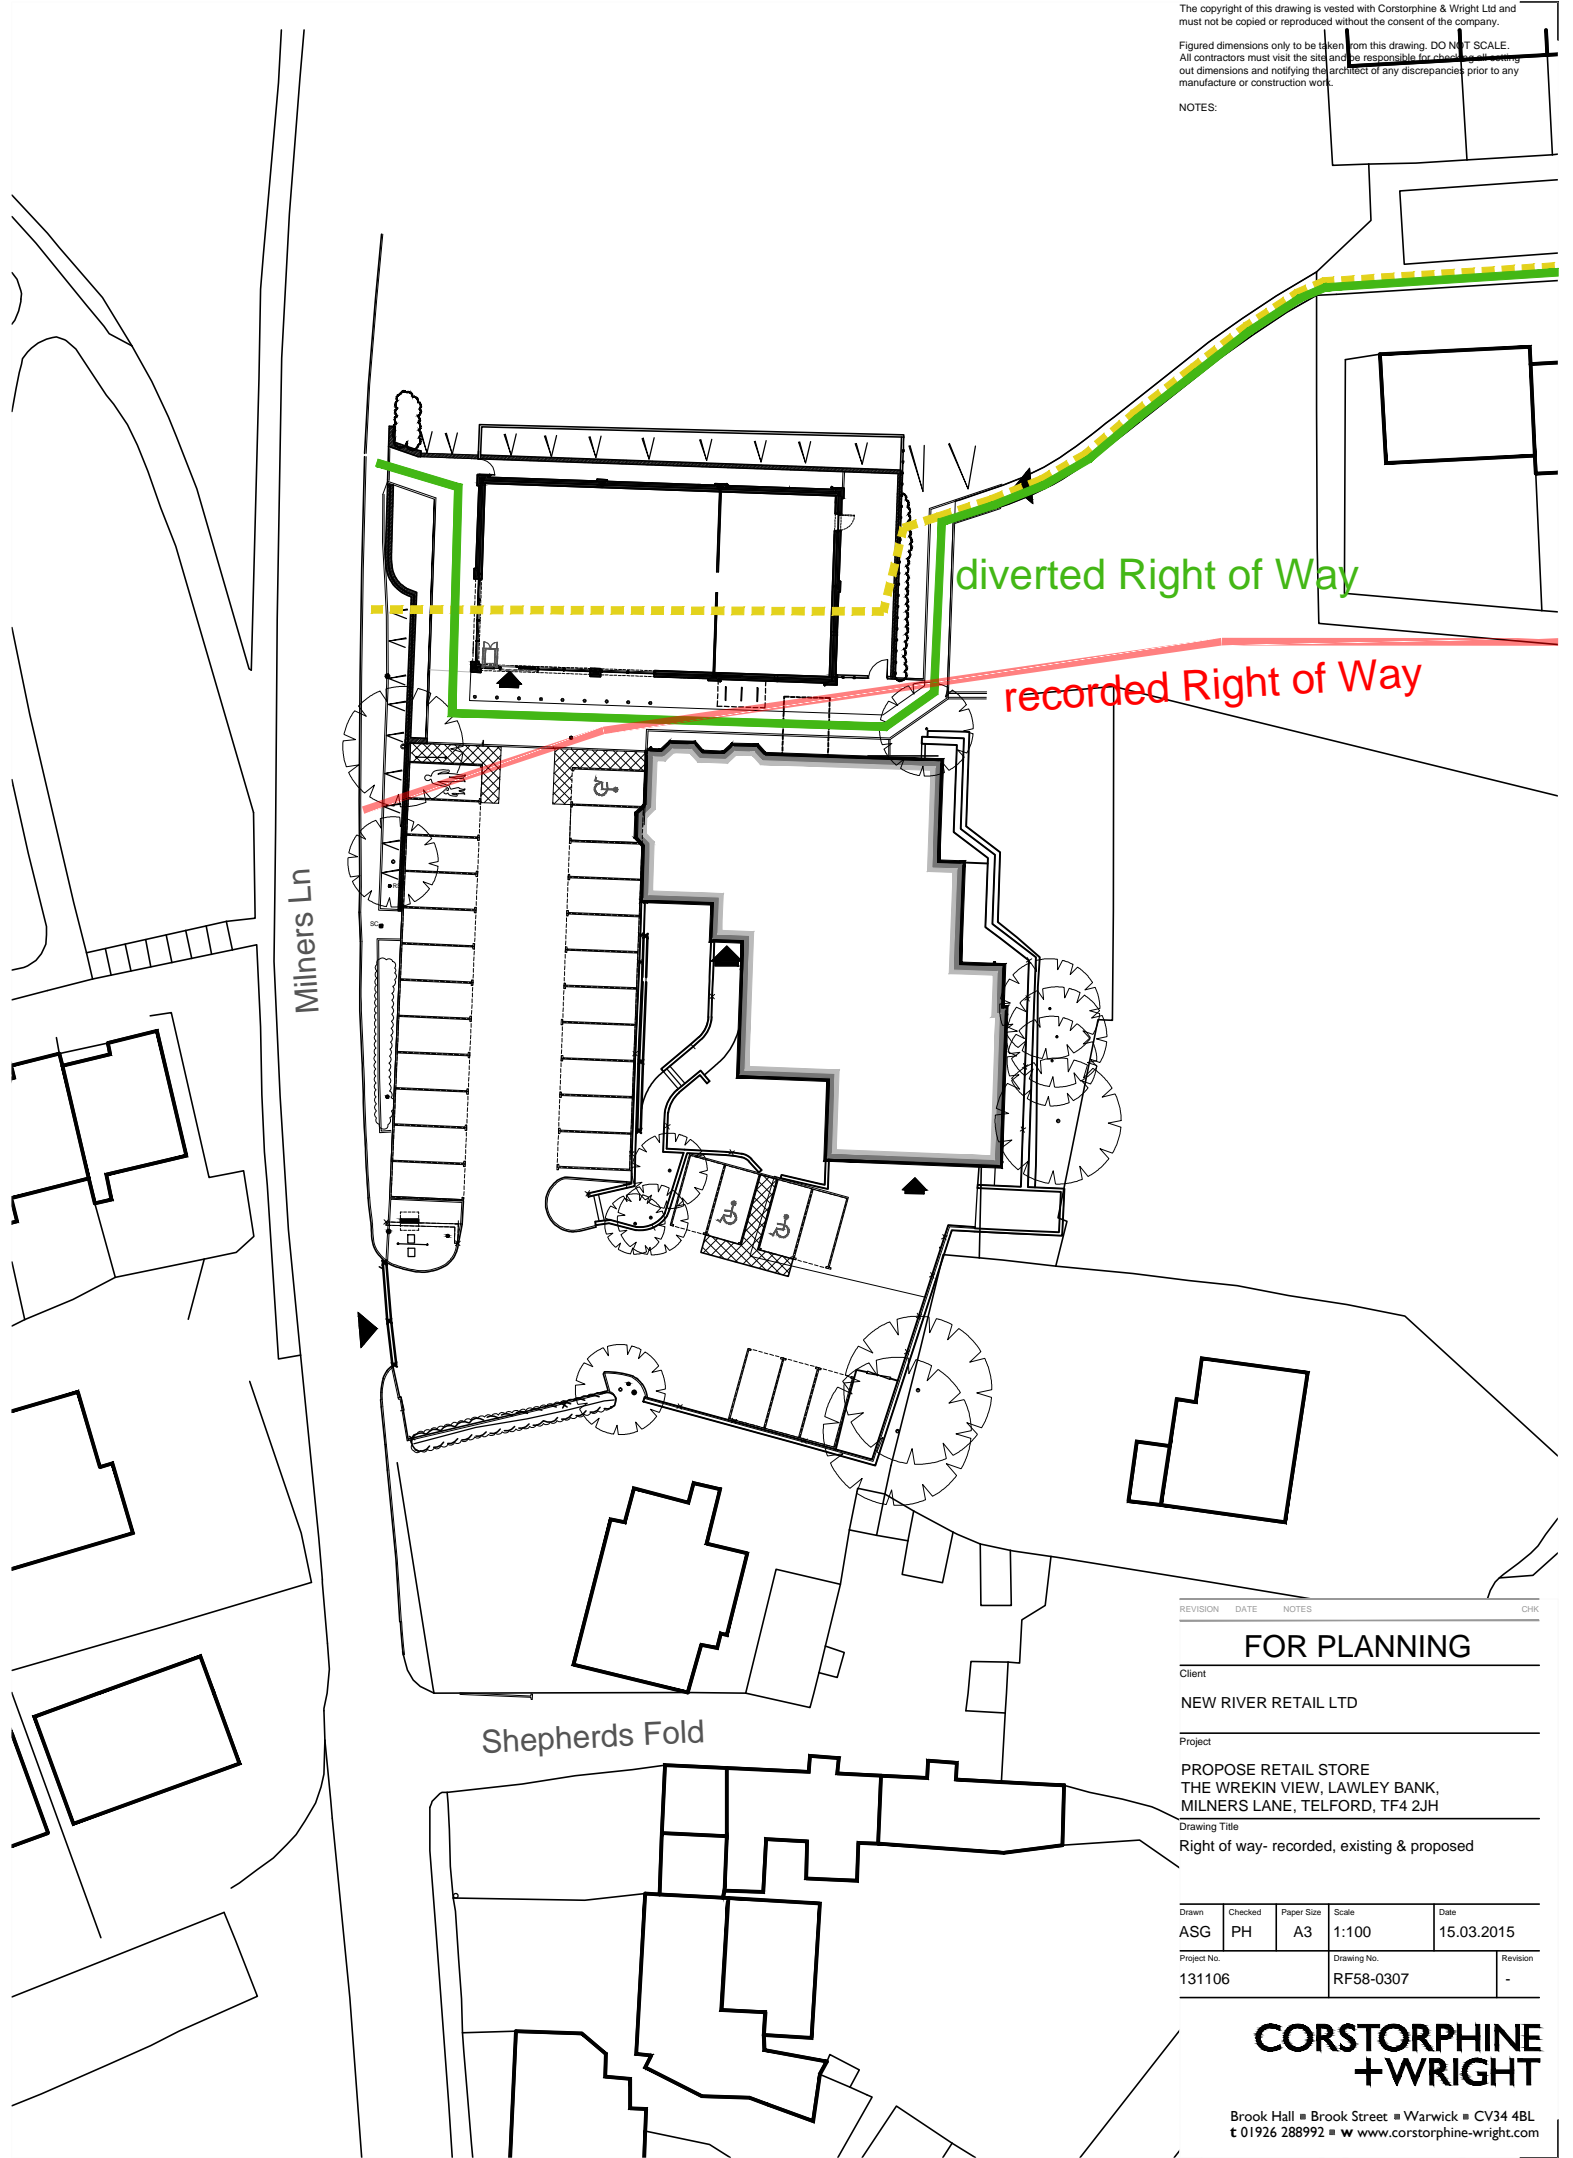 The copyright of this drawing is vested with Corstorphine & Wright Ltd and
must not be copied or reproduced without the consent of the company.
Figured dimensions only to be taken from this drawing. DO NOT SCALE.
All contractors must visit the site and be responsible for checking all setting
out dimensions and notifying the architect of any discrepancies prior to any
manufacture or construction work.
NOTES:
diverted Right of Way
recorded Right of Way
Milners Ln
SC
Shepherds Fold
REVISION DATE NOTES CHK
FOR PLANNING
Client
NEW RIVER RETAIL LTD
Project
PROPOSE RETAIL STORE
THE WREKIN VIEW, LAWLEY BANK,
MILNERS LANE, TELFORD, TF4 2JH
Drawing Title
Right of way- recorded, existing & proposed
Drawn Checked Paper Size Scale Date
ASG PH A3 1:100 15.03.2015
Project No. Drawing No. Revision
131106 RF58-0307 -
CORSTORPHINE
+WRIGHT
Brook Hall ▪ Brook Street ▪ Warwick ▪ CV34 4BL
t 01926 288992 ▪ w www.corstorphine-wright.com